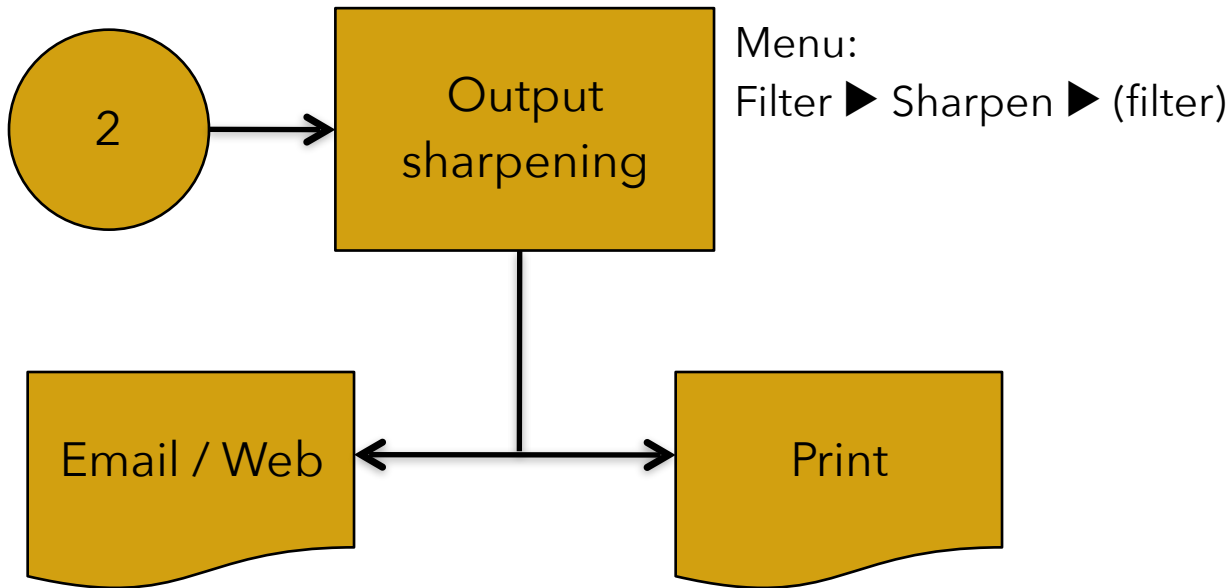 2
Output
sharpening
Menu:
Filter ▶ Sharpen ▶ (filter)
Email / Web
Print